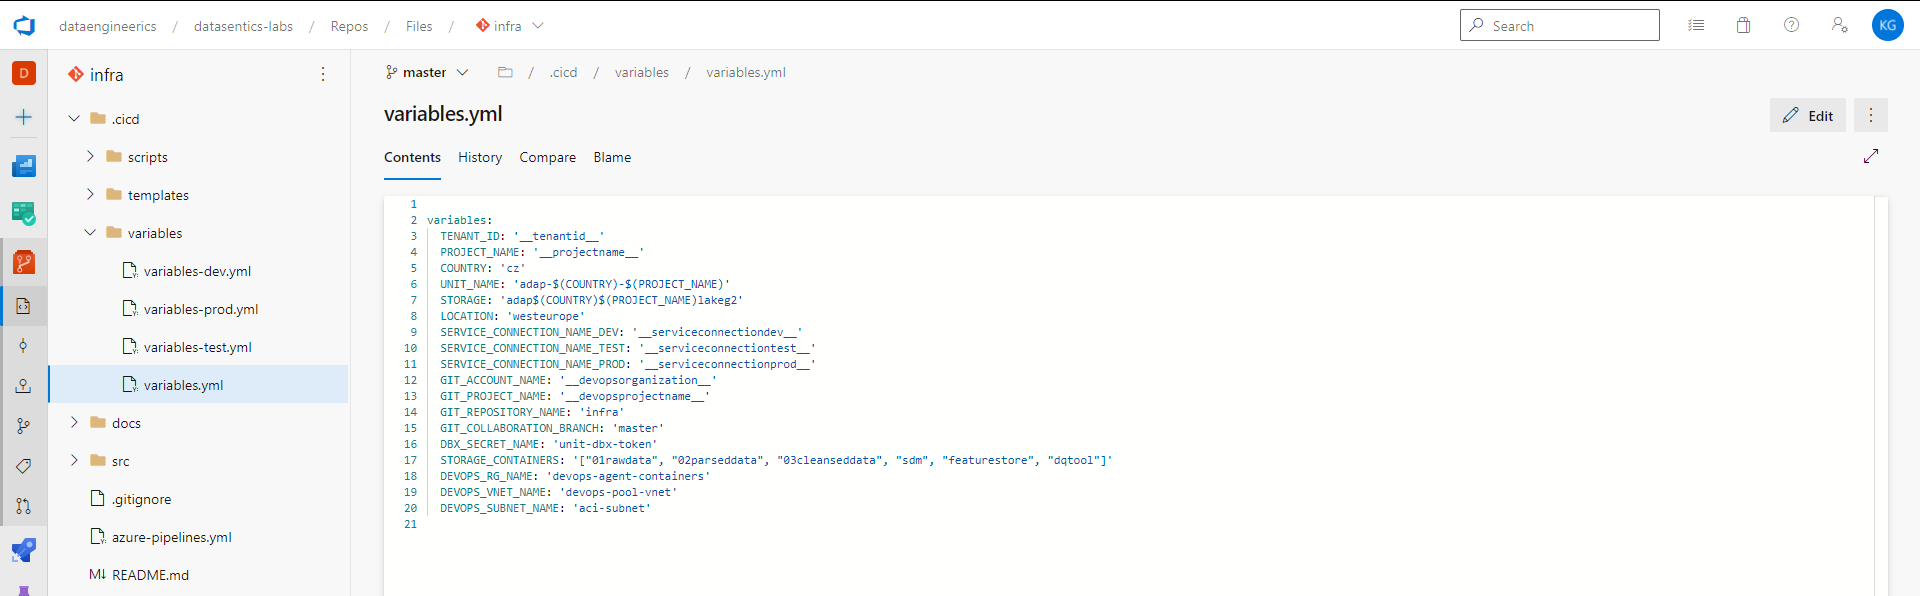 dataengineerics / datasentics-labs / Repos / Files / infra
Search
KG
D
infra
.cicd
scripts
templates
variables
variables-dev.yml
variables-prod.yml
variables-test.yml
variables.yml
docs
src
.gitignore
azure-pipelines.yml
README.md
master / .cicd / variables / variables.yml
variables.yml
Edit
Contents History Compare Blame
1
2 variables:
3 TENANT_ID: '__tenantid__'
4 PROJECT_NAME: '__projectname__'
5 COUNTRY: 'cz'
6 UNIT_NAME: 'adap-$(COUNTRY)-$(PROJECT_NAME)'
7 STORAGE: 'adap$(COUNTRY)$(PROJECT_NAME)lakeg2'
8 LOCATION: 'westeurope'
9 SERVICE_CONNECTION_NAME_DEV: '__serviceconnectiondev__'
10 SERVICE_CONNECTION_NAME_TEST: '__serviceconnectiontest__'
11 SERVICE_CONNECTION_NAME_PROD: '__serviceconnectionprod__'
12 GIT_ACCOUNT_NAME: '__devopsorganization__'
13 GIT_PROJECT_NAME: '__devopsprojectname__'
14 GIT_REPOSITORY_NAME: 'infra'
15 GIT_COLLABORATION_BRANCH: 'master'
16 DBX_SECRET_NAME: 'unit-dbx-token'
17 STORAGE_CONTAINERS: '["01rawdata", "02parseddata", "03cleanseddata", "sdm", "featurestore", "dqtool"]'
18 DEVOPS_RG_NAME: 'devops-agent-containers'
19 DEVOPS_VNET_NAME: 'devops-pool-vnet'
20 DEVOPS_SUBNET_NAME: 'aci-subnet'
21